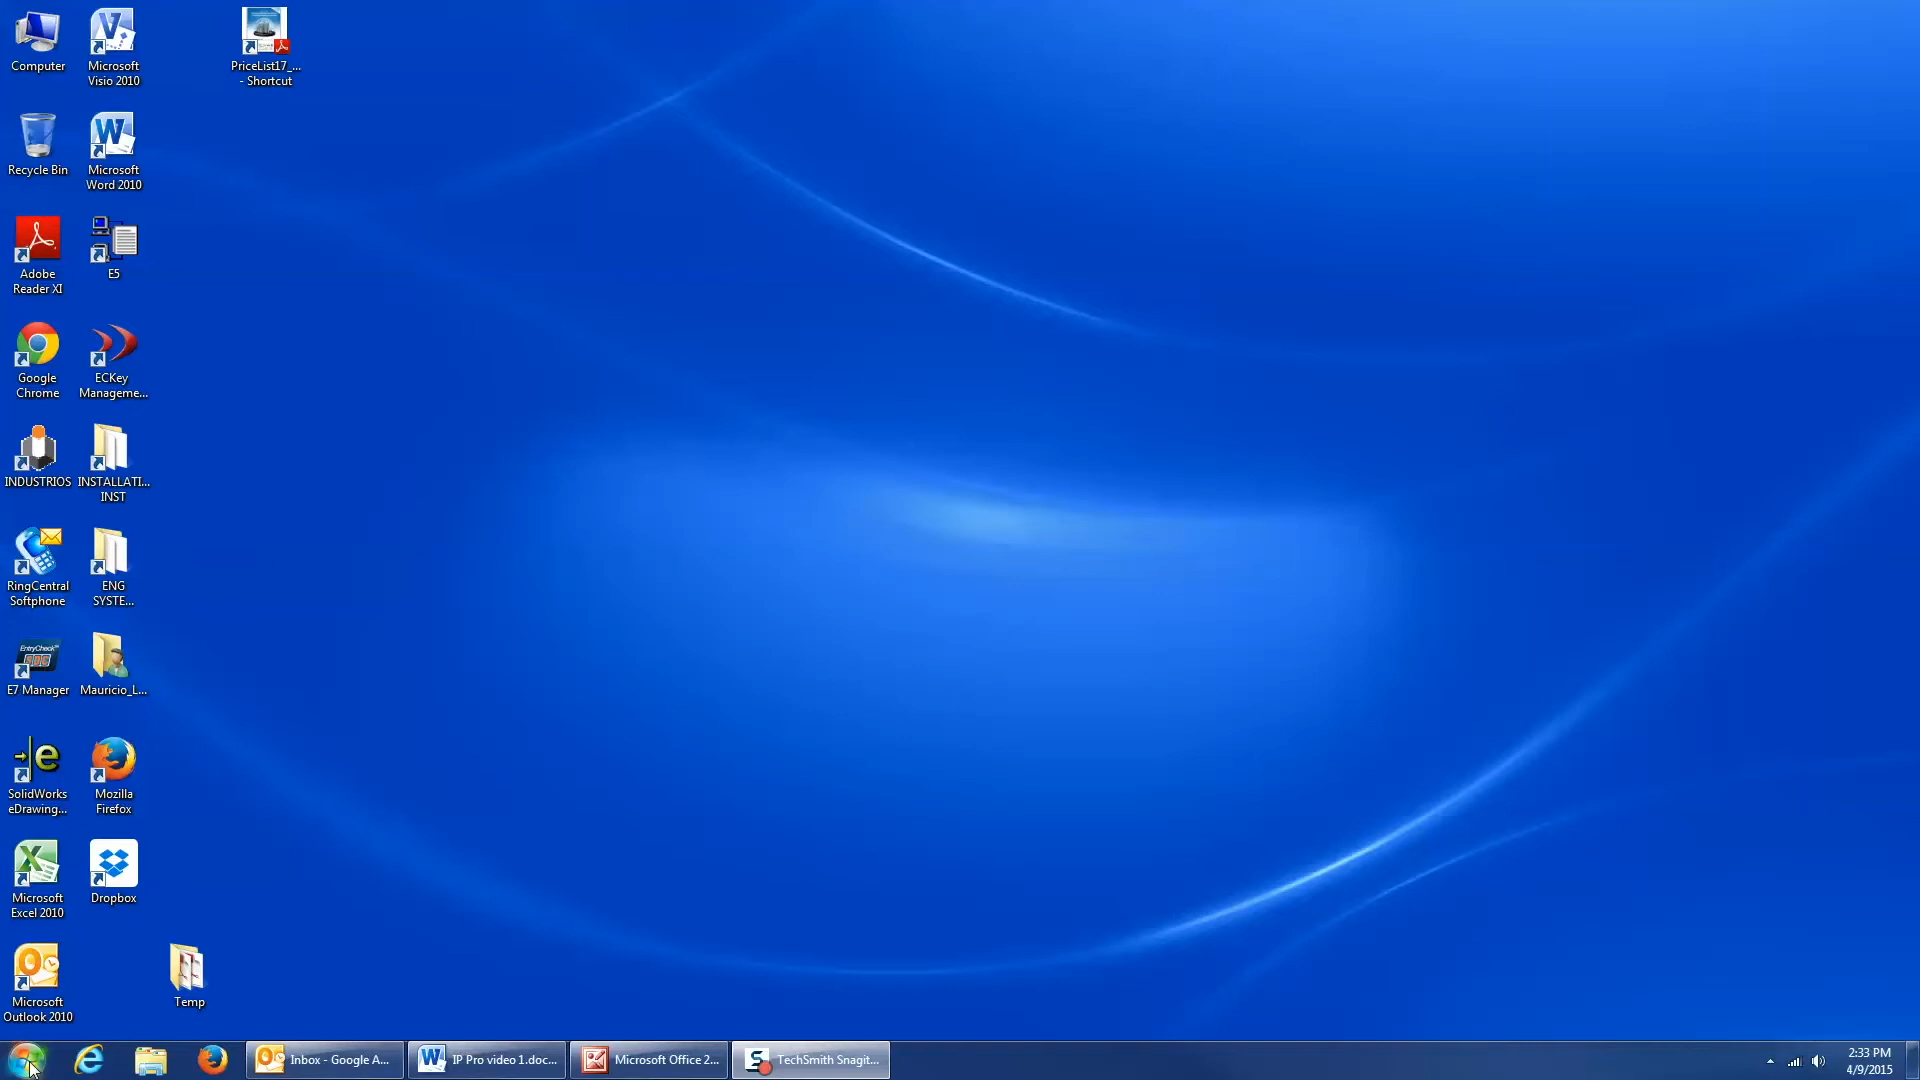 Computer
Microsoft
Visio 2010
PriceList17_...
- Shortcut
Recycle Bin
Microsoft
Word 2010
Adobe
Reader XI
E5
Google
Chrome
ECKey
Manageme...
INDUSTRIOS
INSTALLATI...
INST
RingCentral
Softphone
ENG
SYSTE...
EntryCheck
E7 Manager
Mauricio_L...
SolidWorks
eDrawing...
Mozilla
Firefox
Microsoft
Excel 2010
Dropbox
Microsoft
Outlook 2010
Temp
Inbox - Google A...
IP Pro video 1.doc...
Microsoft Office 2...
TechSmith Snagit...
2:33 PM
4/9/2015